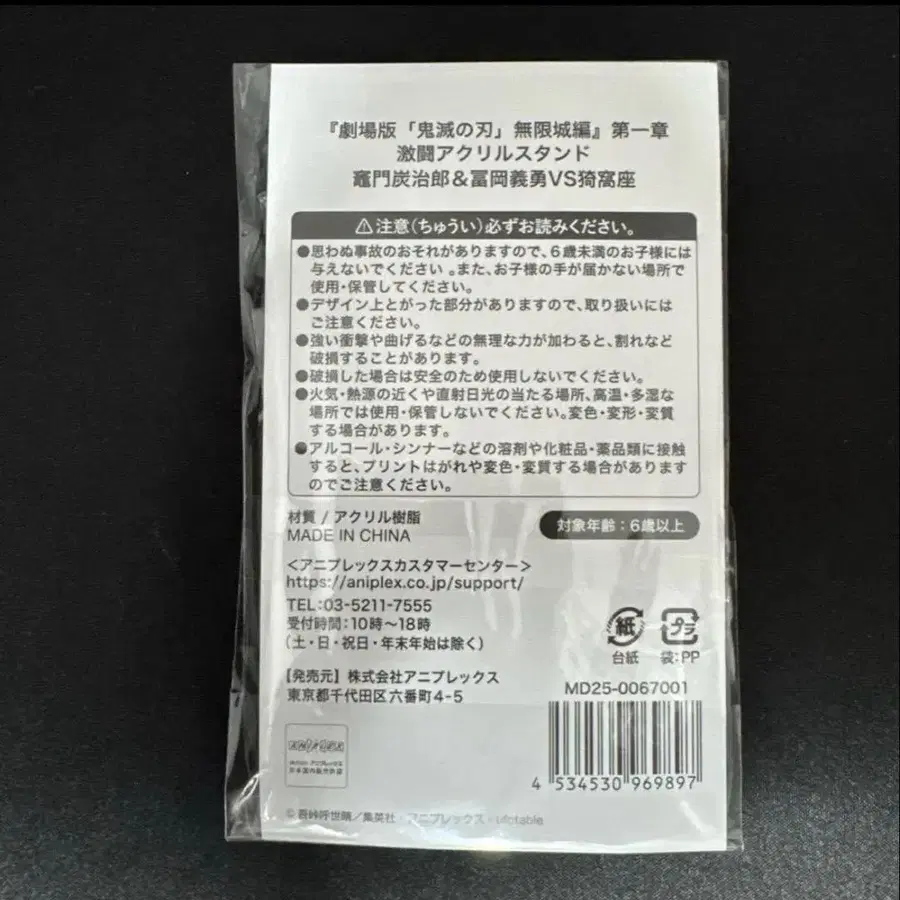 『劇場版「鬼滅の刃」無限城編』第一章
激闘アクリルスタンド
竈門炭治郎&冨岡義勇VS猗窩座
⚠注意(ちゅうい)必ずお読みください。
●思わぬ事故のおそれがありますので、6歳未満のお子様には
与えないでください。また、お子様の手が届かない場所で
使用・保管してください。
●デザイン上とがった部分がありますので、取り扱いには
ご注意ください。
●強い衝撃や曲げるなどの無理な力が加わると、割れなど
破損することがあります。
●破損した場合は安全のため使用しないでください。
●火気・熱源の近くや直射日光の当たる場所、高温・多湿な
場所では使用・保管しないでください。変色・変形・変質
する場合があります。
●アルコール・シンナーなどの溶剤や化粧品・薬品類に接触
すると、プリントはがれや変色・変質する場合があります
のでご注意ください。
材質 / アクリル樹脂
MADE IN CHINA
対象年齢:6歳以上
<アニプレックスカスタマーセンター>
https://aniplex.co.jp/support/
TEL:03-5211-7555
受付時間:10時〜18時
(土・日・祝日・年末年始は除く)
紙
台紙
プラ
袋:PP
【発売元】株式会社アニプレックス
東京都千代田区六番町4-5
MD25-0067001
4 534530 969897
aniplex
株式会社 アニプレックス
日本国内販売許諾
© 吾峠呼世晴/集英社・アニプレックス・ufotable